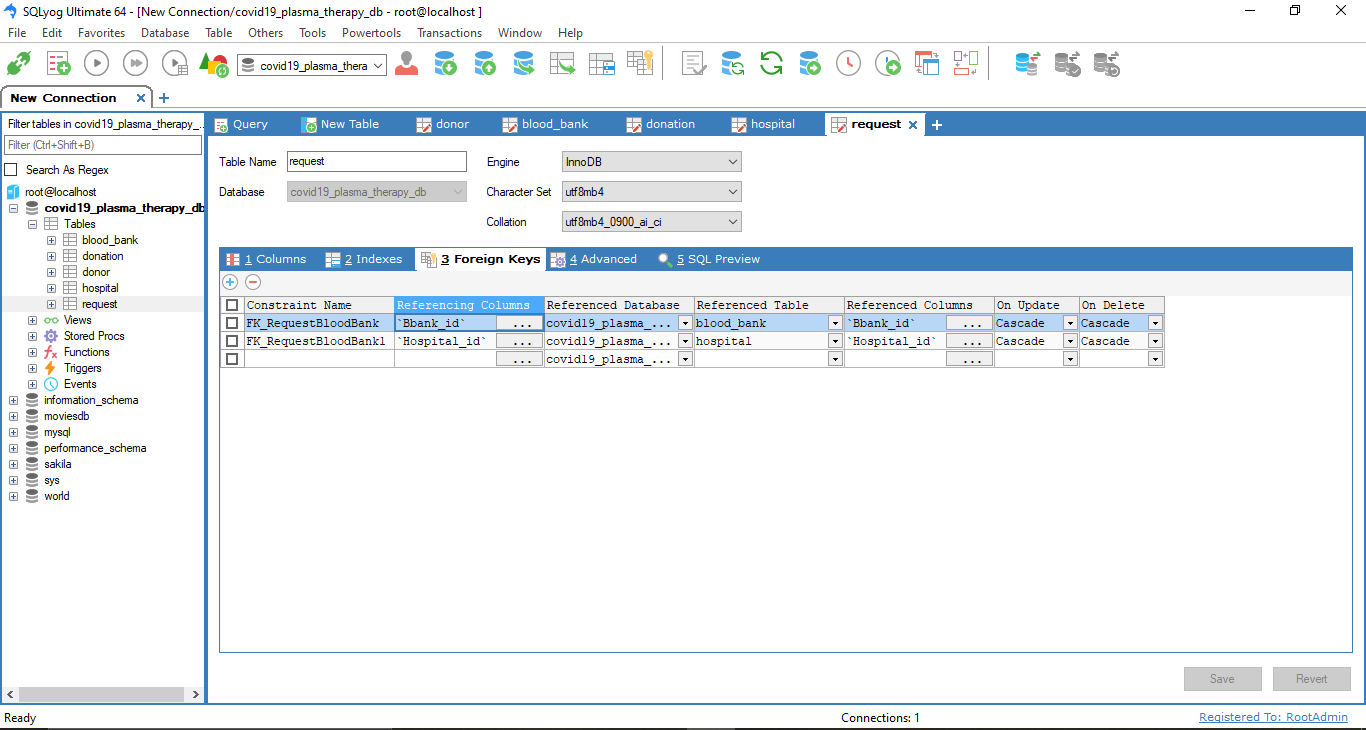 SQLyog Ultimate 64 - [New Connection/covid19_plasma_therapy_db - root@localhost ]
File Edit Favorites Database Table Others Tools Powertools Transactions Window Help
covid19_plasma_thera
New Connection
Filter tables in covid19_plasma_therapy_...
Filter (Ctrl+Shift+B)
Search As Regex
root@localhost
covid19_plasma_therapy_db
Tables
blood_bank
donation
donor
hospital
request
Views
Stored Procs
Functions
Triggers
Events
information_schema
moviesdb
mysql
performance_schema
sakila
sys
world
Query New Table donor blood_bank donation hospital request
Table Name request Engine InnoDB
Database covid19_plasma_therapy_db Character Set utf8mb4
Collation utf8mb4_0900_ai_ci
1 Columns 2 Indexes 3 Foreign Keys 4 Advanced 5 SQL Preview
Constraint Name Referencing Columns Referenced Database Referenced Table Referenced Columns On Update On Delete
FK_RequestBloodBank `Bbank_id` ... covid19_plasma_... blood_bank `Bbank_id` ... Cascade Cascade
FK_RequestBloodBank1 `Hospital_id` ... covid19_plasma_... hospital `Hospital_id` ... Cascade Cascade
... covid19_plasma_... ...
Save Revert
Ready Connections: 1 Registered To: RootAdmin